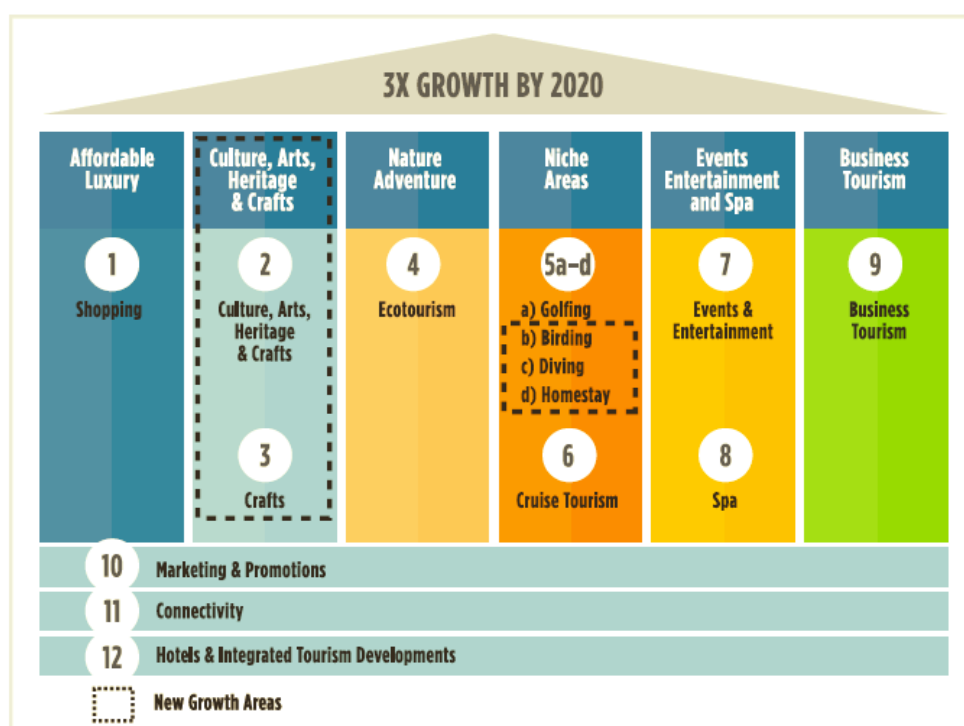 3X GROWTH BY 2020
Affordable
Luxury
Culture, Arts,
Heritage
& Crafts
Nature
Adventure
Niche
Areas
Events
Entertainment
and Spa
Business
Tourism
1
Shopping
2
Culture, Arts,
Heritage
& Crafts
3
Crafts
4
Ecotourism
5a–d
a) Golfing
b) Birding
c) Diving
d) Homestay
6
Cruise Tourism
7
Events &
Entertainment
8
Spa
9
Business
Tourism
10 Marketing & Promotions
11 Connectivity
12 Hotels & Integrated Tourism Developments
New Growth Areas